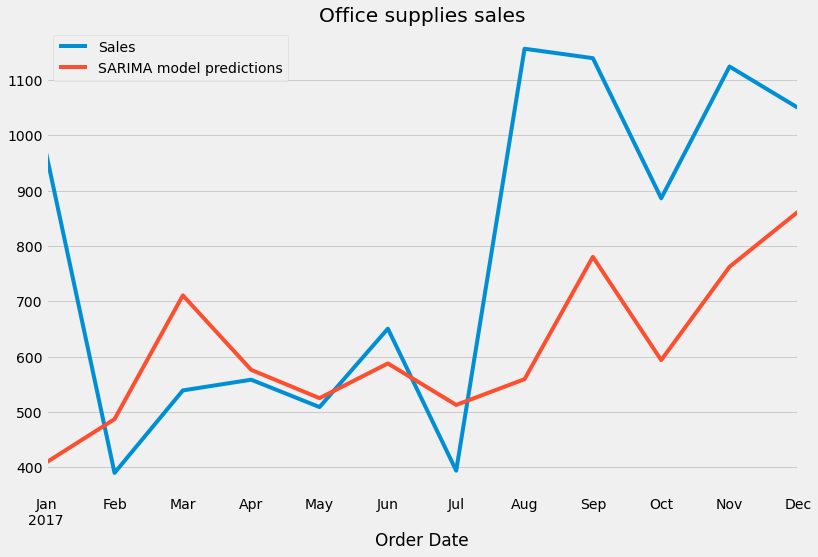 Office supplies sales
Sales
SARIMA model predictions
1100
1000
900
800
700
600
500
400
Jan Feb Mar Apr May Jun Jul Aug Sep Oct Nov Dec
2017
Order Date